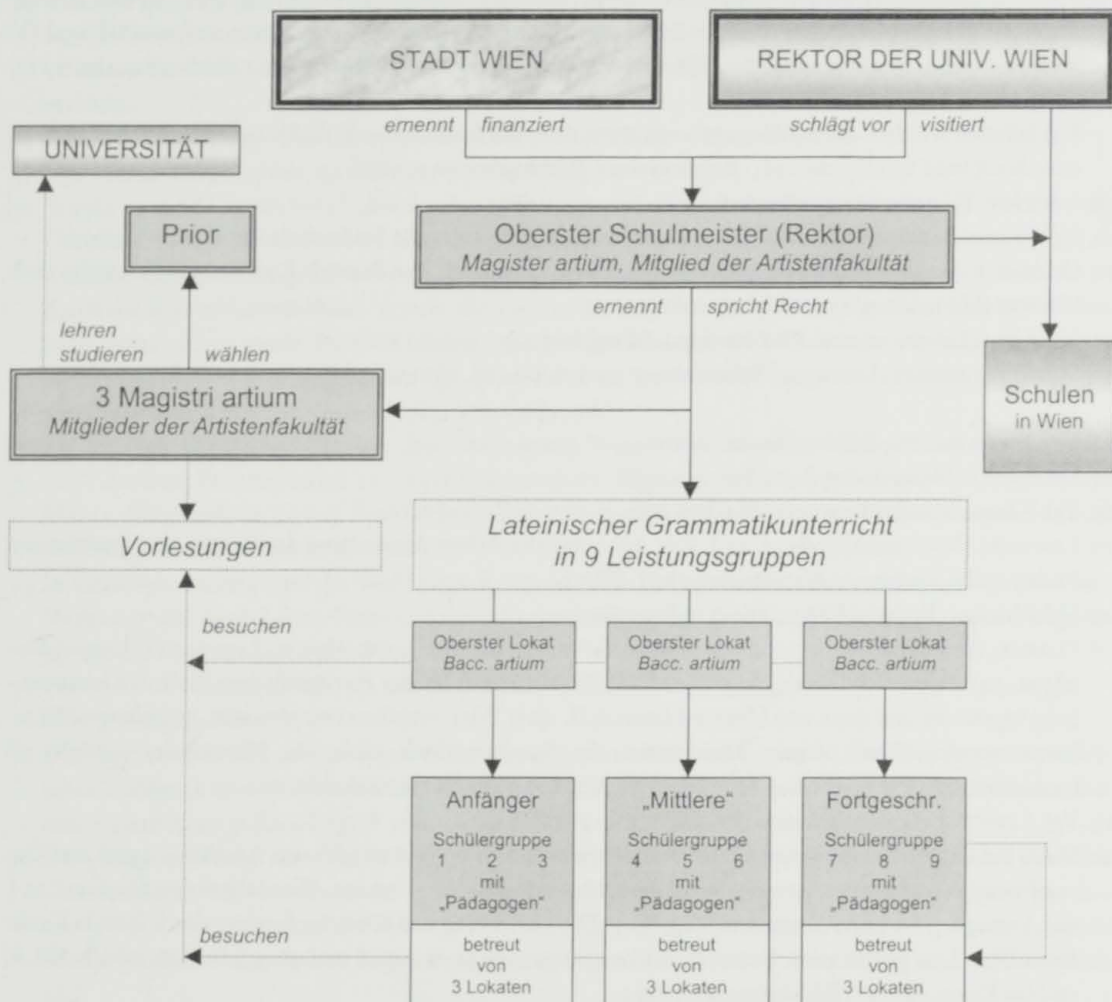 STADT WIEN
REKTOR DER UNIV. WIEN
ernennt finanziert
schlägt vor visitiert
UNIVERSITÄT
Prior
Oberster Schulmeister (Rektor)
Magister artium, Mitglied der Artistenfakultät
ernennt spricht Recht
lehren
studieren
wählen
3 Magistri artium
Mitglieder der Artistenfakultät
Schulen
in Wien
Vorlesungen
Lateinischer Grammatikunterricht
in 9 Leistungsgruppen
besuchen
Oberster Lokat
Bacc. artium
Oberster Lokat
Bacc. artium
Oberster Lokat
Bacc. artium
Anfänger
Schülergruppe
1 2 3
mit
„Pädagogen“
betreut
von
3 Lokaten
„Mittlere“
Schülergruppe
4 5 6
mit
„Pädagogen“
betreut
von
3 Lokaten
Fortgeschr.
Schülergruppe
7 8 9
mit
„Pädagogen“
betreut
von
3 Lokaten
besuchen